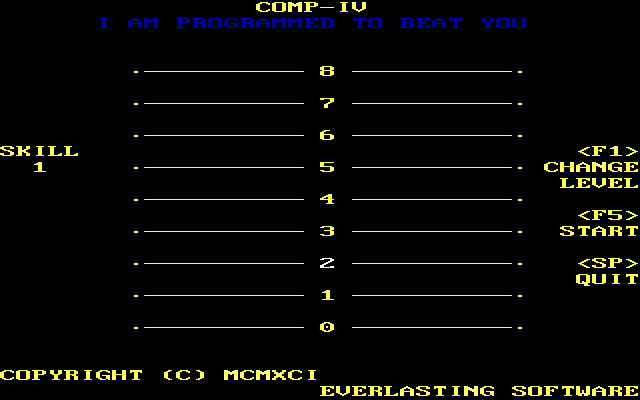 COMP-IV
I AM PROGRAMMED TO BEAT YOU
8
7
6
SKILL
1
5
4
3
2
1
0
<F1>
CHANGE
LEVEL
<F5>
START
<SP>
QUIT
COPYRIGHT (C) MCMXCI
EVERLASTING SOFTWARE